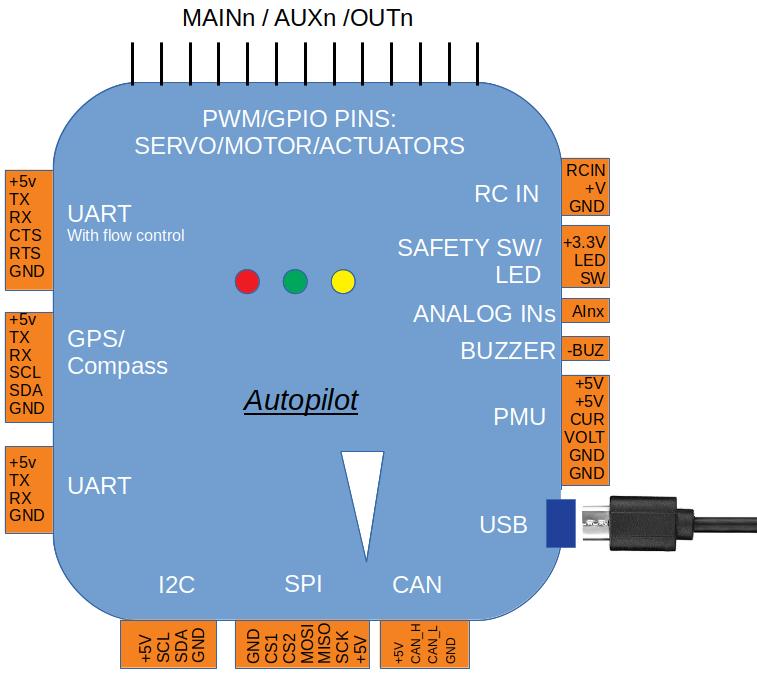 MAINn / AUXn /OUTn
PWM/GPIO PINS:
SERVO/MOTOR/ACTUATORS
+5v
TX
RX
CTS
RTS
GND
UART
With flow control
+5v
TX
RX
SCL
SDA
GND
GPS/
Compass
+5v
TX
RX
GND
UART
Autopilot
RC IN
RCIN
+V
GND
SAFETY SW/
LED
+3.3V
LED
SW
ANALOG INs
AInx
BUZZER
-BUZ
PMU
+5V
+5V
CUR
VOLT
GND
GND
USB
I2C
+5V
SCL
SDA
GND
SPI
GND
CS1
CS2
MOSI
MISO
SCK
+5V
CAN
+5V
CAN_H
CAN_L
GND